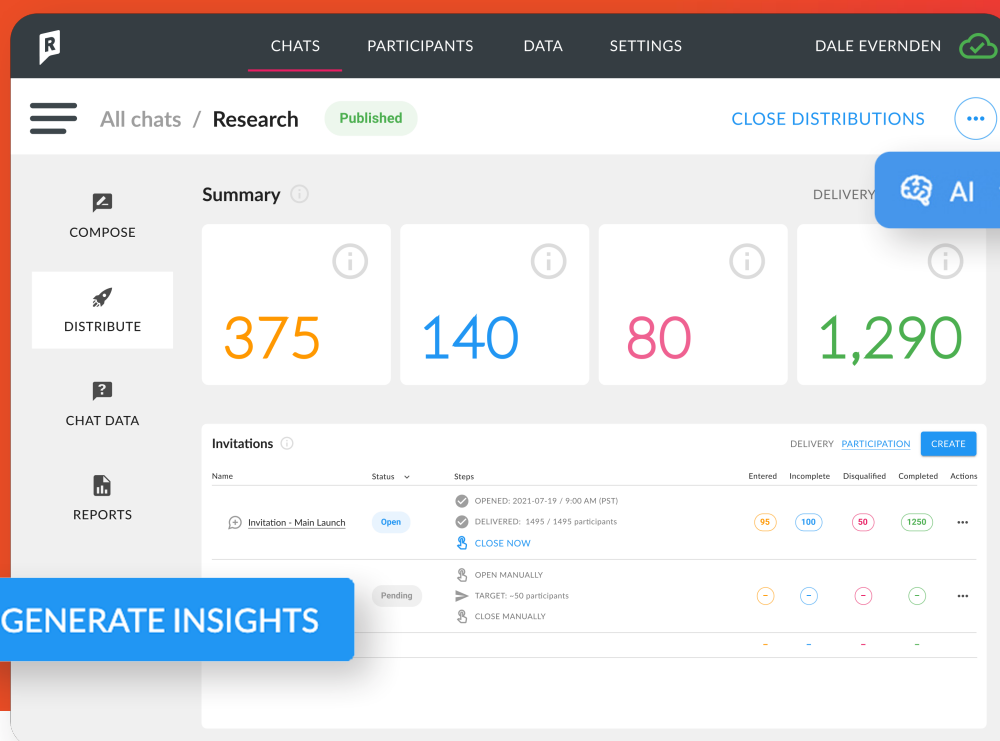 R
CHATS PARTICIPANTS DATA SETTINGS DALE EVERNDEN
All chats / Research Published CLOSE DISTRIBUTIONS
AI
Summary DELIVERY
COMPOSE
DISTRIBUTE
CHAT DATA
REPORTS
375 140 80 1,290
Invitations DELIVERY PARTICIPATION CREATE
Name Status Steps Entered Incomplete Disqualified Completed Actions
OPENED: 2021-07-19 / 9:00 AM (PST)
Invitation - Main Launch Open DELIVERED: 1495 / 1495 participants 95 100 50 1250
CLOSE NOW
OPEN MANUALLY
Pending TARGET: ~50 participants – – – –
CLOSE MANUALLY
– – – –
GENERATE INSIGHTS